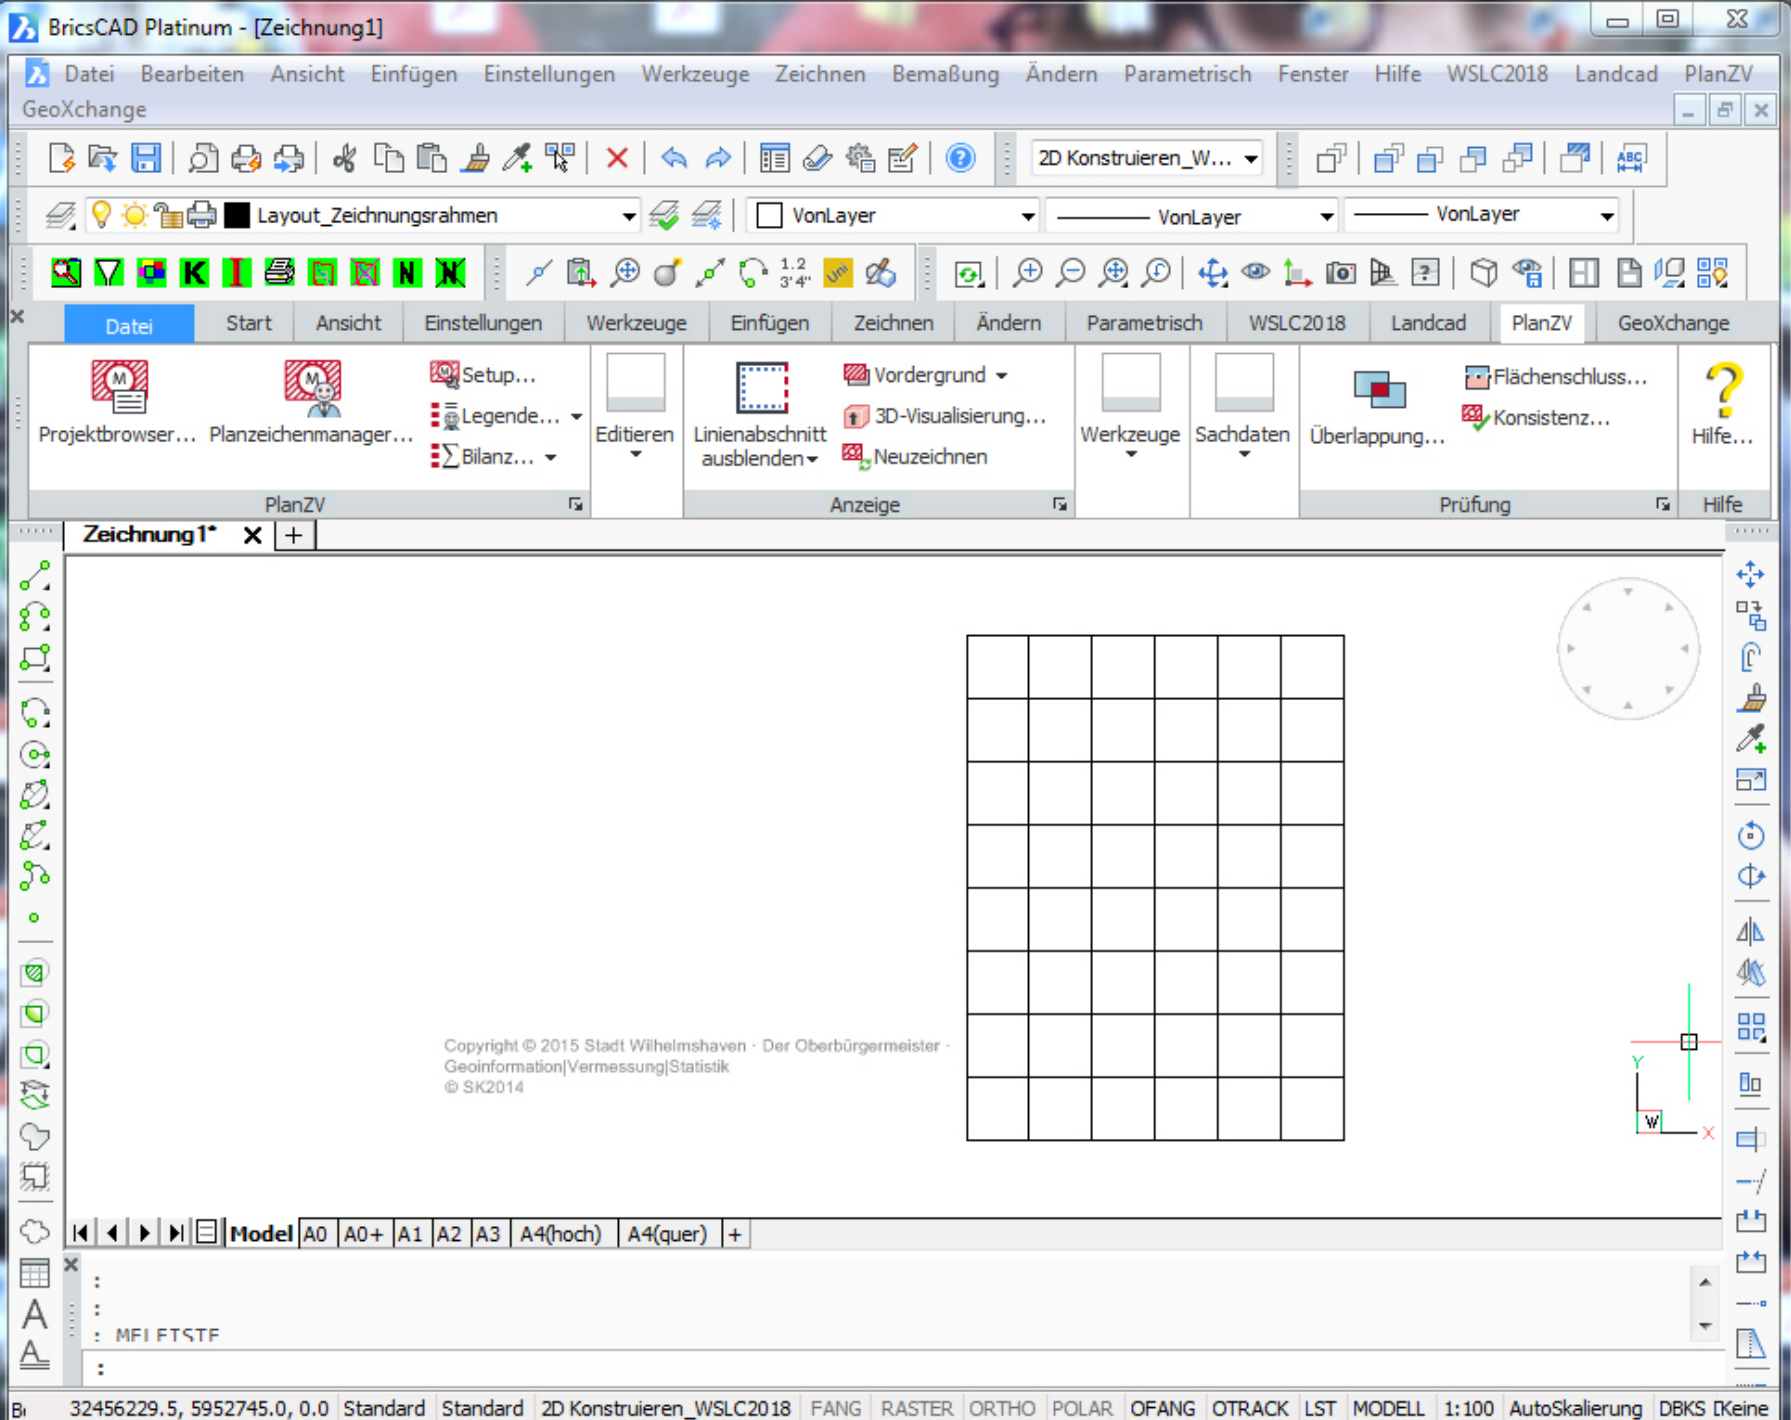 BricsCAD Platinum - [Zeichnung1]
Datei Bearbeiten Ansicht Einfügen Einstellungen Werkzeuge Zeichnen Bemaßung Ändern Parametrisch Fenster Hilfe WSLC2018 Landcad PlanZV
GeoXchange
2D Konstruieren_W... ABC
Layout_Zeichnungsrahmen VonLayer VonLayer VonLayer
K I N N 1.2 3'4" Uni
Datei Start Ansicht Einstellungen Werkzeuge Einfügen Zeichnen Ändern Parametrisch WSLC2018 Landcad PlanZV GeoXchange
Projektbrowser... Planzeichenmanager... Setup... Legende... Bilanz... Editieren Linienabschnitt ausblenden Vordergrund 3D-Visualisierung... Neuzeichnen Werkzeuge Sachdaten Überlappung... Flächenschluss... Konsistenz... Hilfe...
PlanZV Anzeige Prüfung Hilfe
Zeichnung1* X +
Copyright © 2015 Stadt Wilhelmshaven · Der Oberbürgermeister -
Geoinformation|Vermessung|Statistik
© SK2014
Y
W X
Model A0 A0+ A1 A2 A3 A4(hoch) A4(quer) +
:
:
: MFLEISTE
:
32456229.5, 5952745.0, 0.0 Standard Standard 2D Konstruieren_WSLC2018 FANG RASTER ORTHO POLAR OFANG OTRACK LST MODELL 1:100 AutoSkalierung DBKS Keine